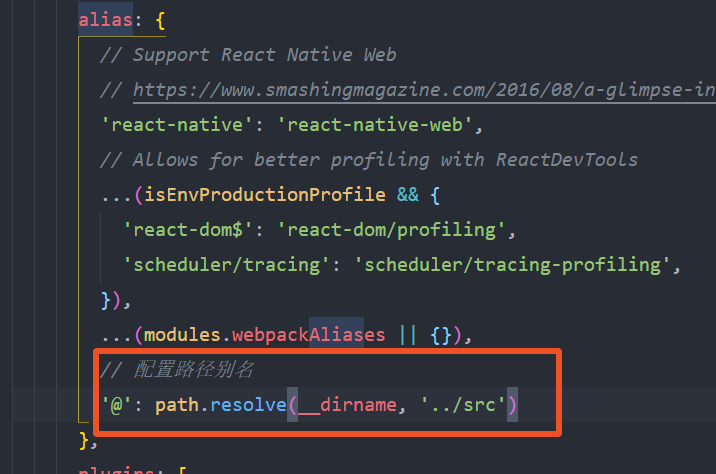 alias: {
// Support React Native Web
// https://www.smashingmagazine.com/2016/08/a-glimpse-in
'react-native': 'react-native-web',
// Allows for better profiling with ReactDevTools
...(isEnvProductionProfile && {
'react-dom$': 'react-dom/profiling',
'scheduler/tracing': 'scheduler/tracing-profiling',
}),
...(modules.webpackAliases || {}),
// 配置路径别名
'@': path.resolve(__dirname, '../src')
},
plugins: [